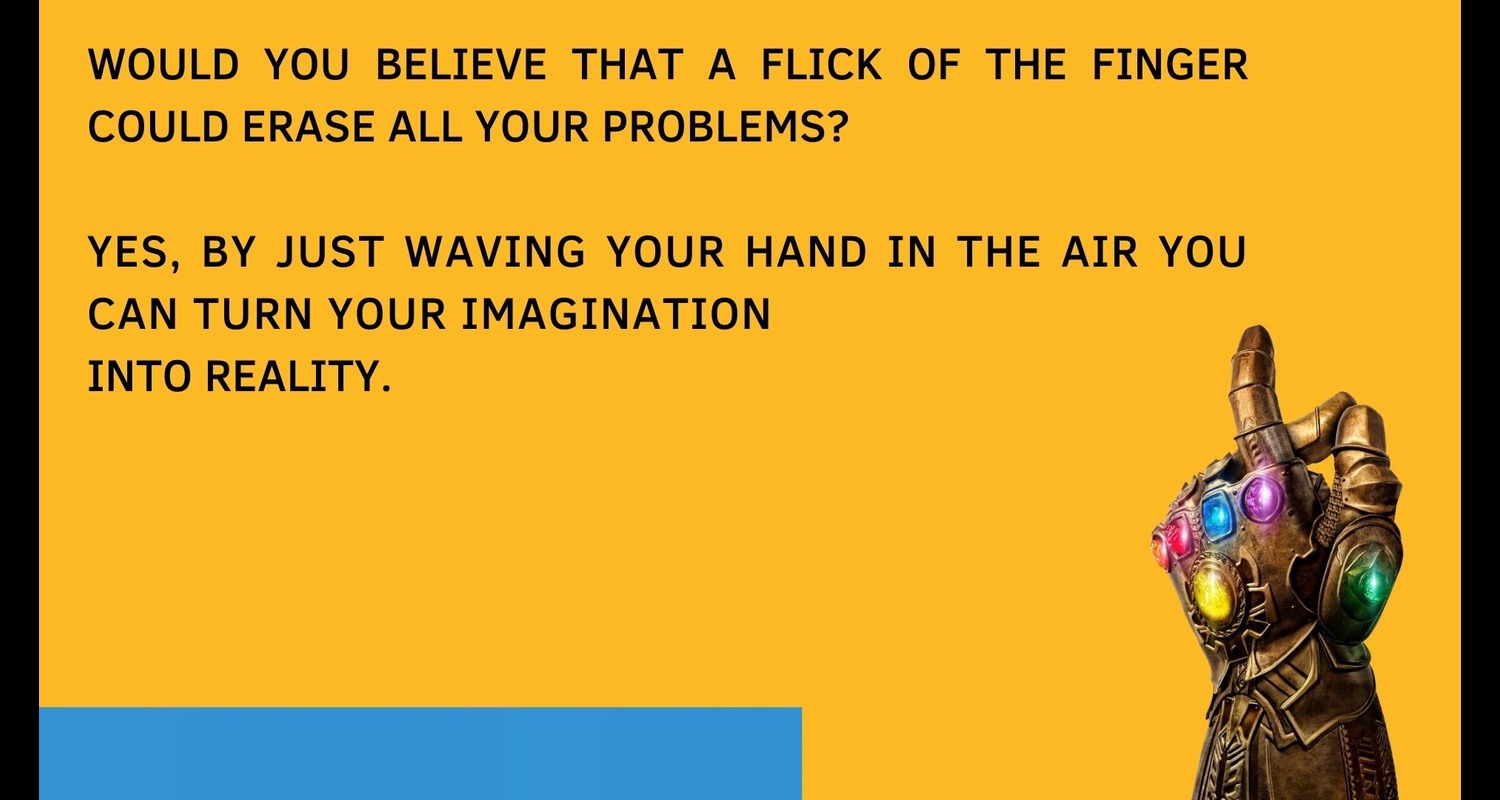 WOULD YOU BELIEVE THAT A FLICK OF THE FINGER
COULD ERASE ALL YOUR PROBLEMS?
YES, BY JUST WAVING YOUR HAND IN THE AIR YOU
CAN TURN YOUR IMAGINATION
INTO REALITY.